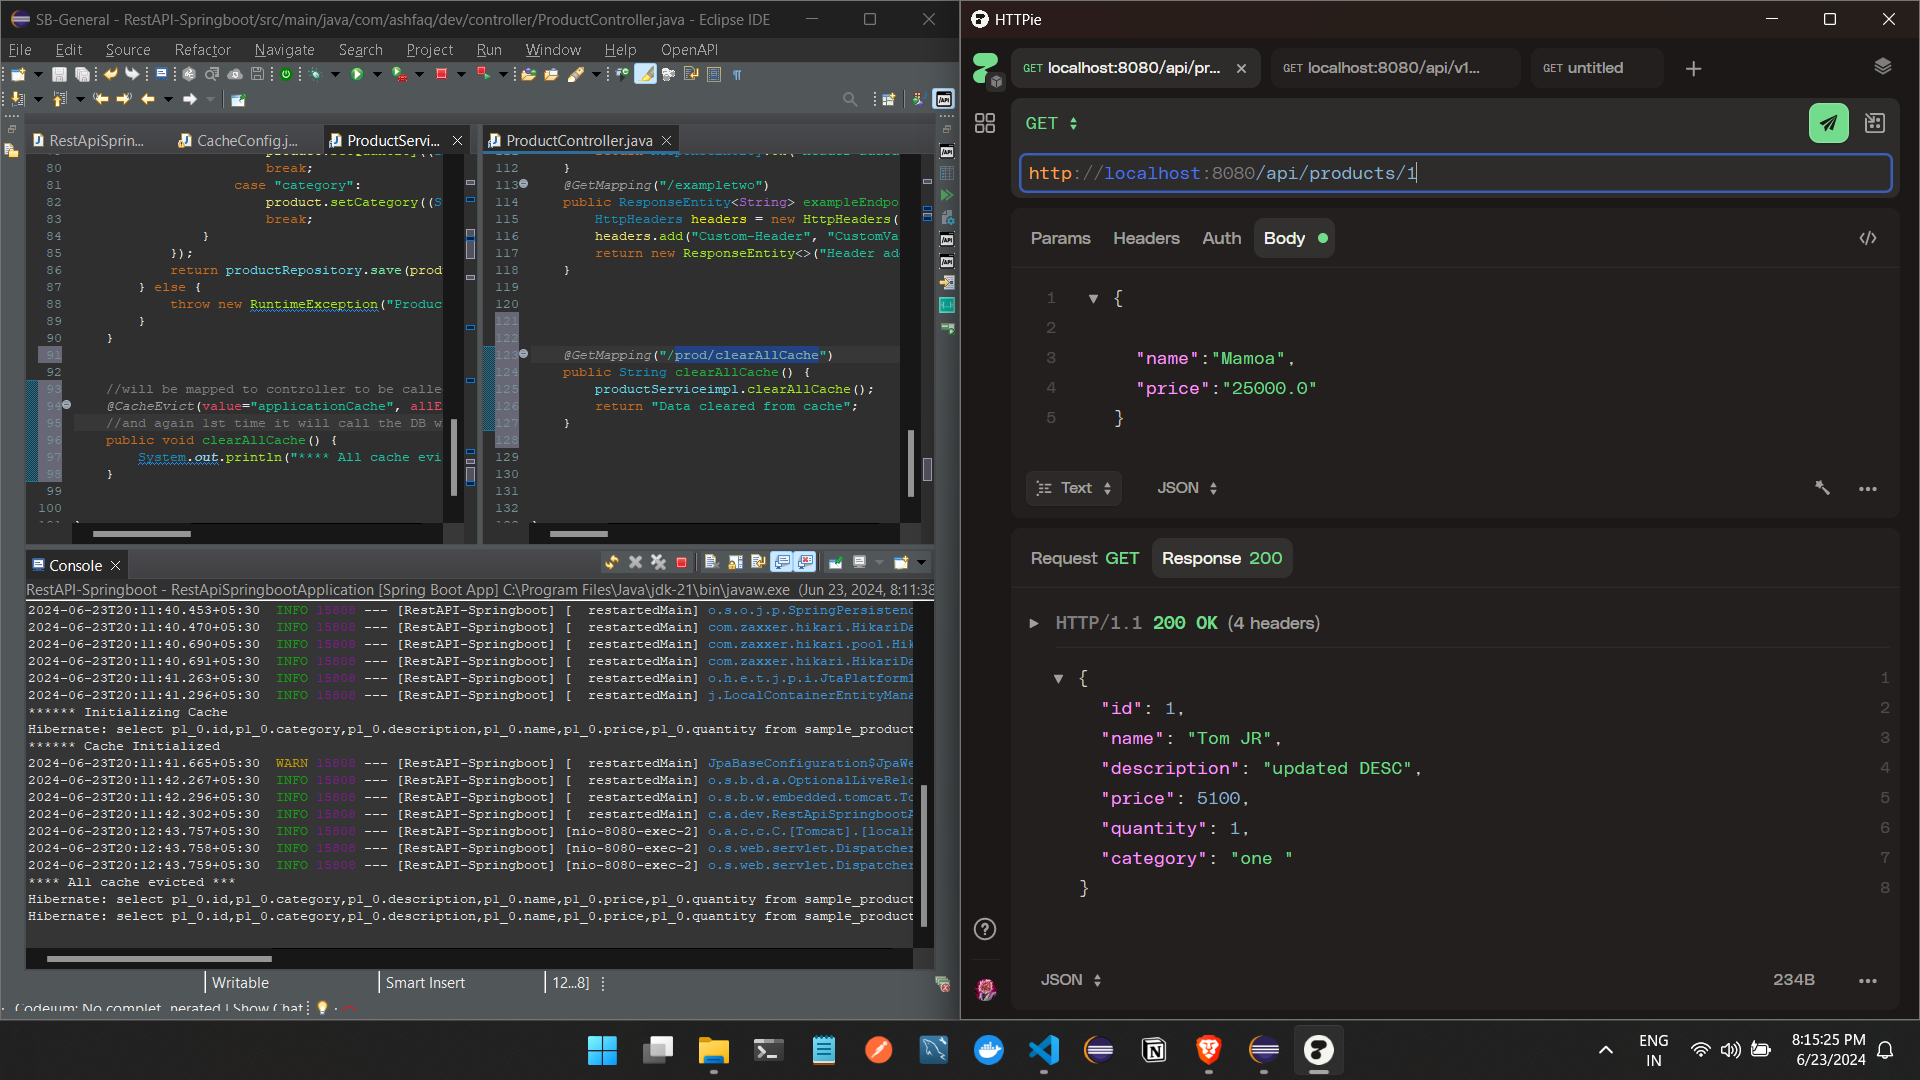 SB-General - RestAPI-Springboot/src/main/java/com/ashfaq/dev/controller/ProductController.java - Eclipse IDE
File Edit Source Refactor Navigate Search Project Run Window Help OpenAPI
RestApiSprin...
CacheConfig.j...
ProductServi...
80 break;
81 case "category":
82 product.setCategory((S
83 break;
84 }
85 });
86 return productRepository.save(prod
87 } else {
88 throw new RuntimeException("Produc
89 }
90 }
91
92
93 //will be mapped to controller to be calle
94 @CacheEvict(value="applicationCache", allE
95 //and again 1st time it will call the DB w
96 public void clearAllCache() {
97 System.out.println("**** All cache evi
98 }
99
100
ProductController.java
112 }
113 @GetMapping("/exampletwo")
114 public ResponseEntity<String> exampleEndpo
115 HttpHeaders headers = new HttpHeaders(
116 headers.add("Custom-Header", "CustomVa
117 return new ResponseEntity<>("Header ad
118 }
119
120
121
122
123 @GetMapping("/prod/clearAllCache")
124 public String clearAllCache() {
125 productServiceimpl.clearAllCache();
126 return "Data cleared from cache";
127 }
128
129
130
131
132
Console
RestAPI-Springboot - RestApiSpringbootApplication [Spring Boot App] C:\Program Files\Java\jdk-21\bin\javaw.exe (Jun 23, 2024, 8:11:38
2024-06-23T20:11:40.453+05:30 INFO 15808 --- [RestAPI-Springboot] [ restartedMain] o.s.o.j.p.SpringPersistenc
2024-06-23T20:11:40.470+05:30 INFO 15808 --- [RestAPI-Springboot] [ restartedMain] com.zaxxer.hikari.HikariDa
2024-06-23T20:11:40.690+05:30 INFO 15808 --- [RestAPI-Springboot] [ restartedMain] com.zaxxer.hikari.pool.Hik
2024-06-23T20:11:40.691+05:30 INFO 15808 --- [RestAPI-Springboot] [ restartedMain] com.zaxxer.hikari.HikariDa
2024-06-23T20:11:41.263+05:30 INFO 15808 --- [RestAPI-Springboot] [ restartedMain] o.h.e.t.j.p.i.JtaPlatformI
2024-06-23T20:11:41.296+05:30 INFO 15808 --- [RestAPI-Springboot] [ restartedMain] j.LocalContainerEntityMana
****** Initializing Cache
Hibernate: select p1_0.id,p1_0.category,p1_0.description,p1_0.name,p1_0.price,p1_0.quantity from sample_product
****** Cache Initialized
2024-06-23T20:11:41.665+05:30 WARN 15808 --- [RestAPI-Springboot] [ restartedMain] JpaBaseConfiguration$JpaWe
2024-06-23T20:11:42.267+05:30 INFO 15808 --- [RestAPI-Springboot] [ restartedMain] o.s.b.d.a.OptionalLiveRelo
2024-06-23T20:11:42.296+05:30 INFO 15808 --- [RestAPI-Springboot] [ restartedMain] o.s.b.w.embedded.tomcat.To
2024-06-23T20:11:42.302+05:30 INFO 15808 --- [RestAPI-Springboot] [ restartedMain] c.a.dev.RestApiSpringbootA
2024-06-23T20:12:43.757+05:30 INFO 15808 --- [RestAPI-Springboot] [nio-8080-exec-2] o.a.c.c.C.[Tomcat].[localh
2024-06-23T20:12:43.758+05:30 INFO 15808 --- [RestAPI-Springboot] [nio-8080-exec-2] o.s.web.servlet.Dispatcher
2024-06-23T20:12:43.759+05:30 INFO 15808 --- [RestAPI-Springboot] [nio-8080-exec-2] o.s.web.servlet.Dispatcher
**** All cache evicted ***
Hibernate: select p1_0.id,p1_0.category,p1_0.description,p1_0.name,p1_0.price,p1_0.quantity from sample_product
Hibernate: select p1_0.id,p1_0.category,p1_0.description,p1_0.name,p1_0.price,p1_0.quantity from sample_product
Writable
Smart Insert
12...8]
Codeium: No complet nerated | Show Chat
HTTPie
GET localhost:8080/api/pr...
GET localhost:8080/api/v1...
GET untitled
GET
http://localhost:8080/api/products/1
Params Headers Auth Body
1 {
2
3 "name":"Mamoa",
4 "price":"25000.0"
5 }
Text JSON
Request GET Response 200
HTTP/1.1 200 OK (4 headers)
{ 1
"id": 1, 2
"name": "Tom JR", 3
"description": "updated DESC", 4
"price": 5100, 5
"quantity": 1, 6
"category": "one " 7
} 8
JSON
234B
ENG
IN
8:15:25 PM
6/23/2024